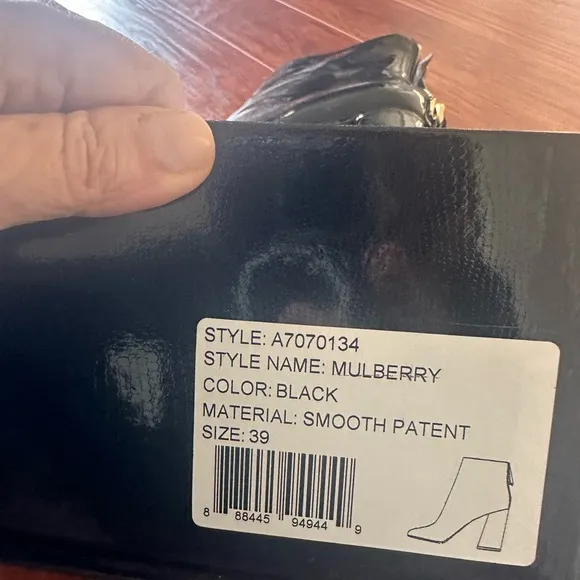 STYLE: A7070134
STYLE NAME: MULBERRY
COLOR: BLACK
MATERIAL: SMOOTH PATENT
SIZE: 39
8 88445 94944 9